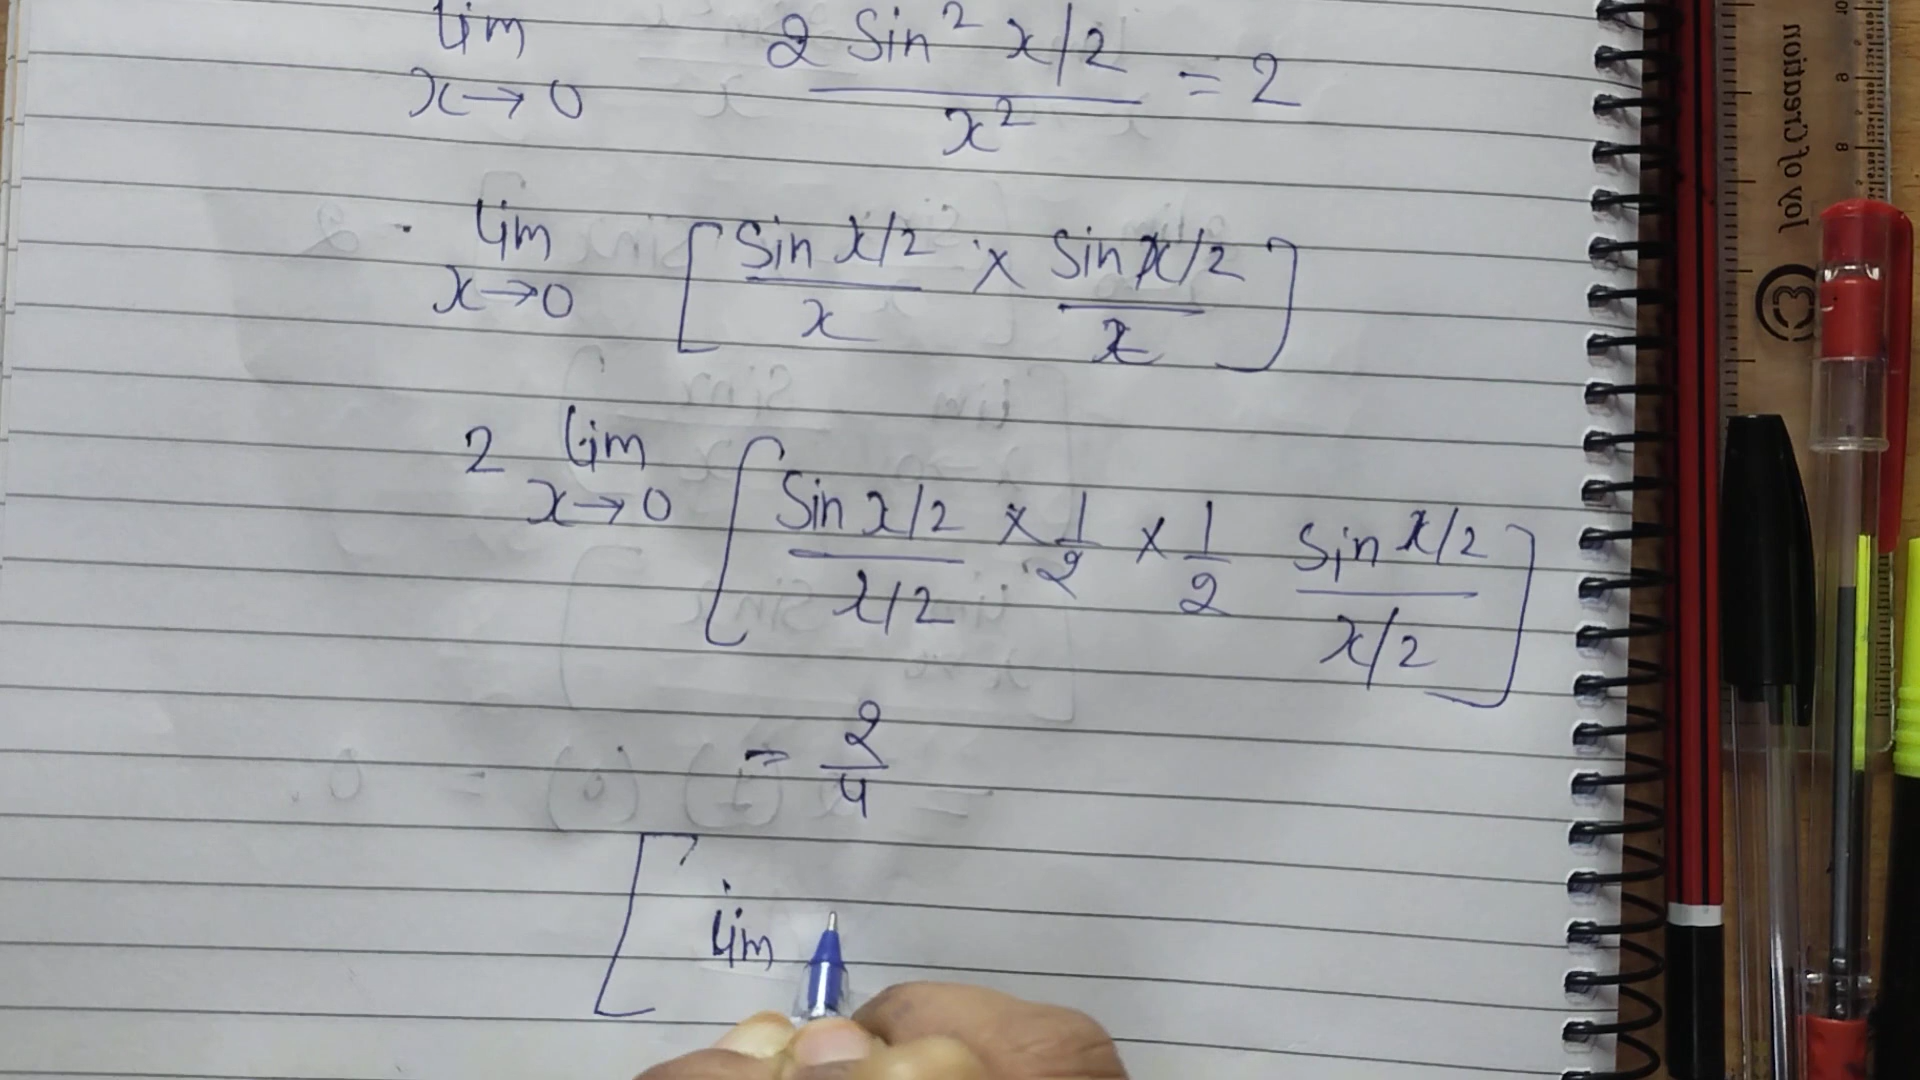 lim 2 Sin² x/2 / x² = 2
x→0
lim [ Sin x/2 / x × Sin x/2 / x ]
x→0
2 lim [ Sin x/2 / x/2 × 1/2 × 1/2 Sin x/2 / x/2 ]
x→0
= 2/4
[ lim
Joy of Creation